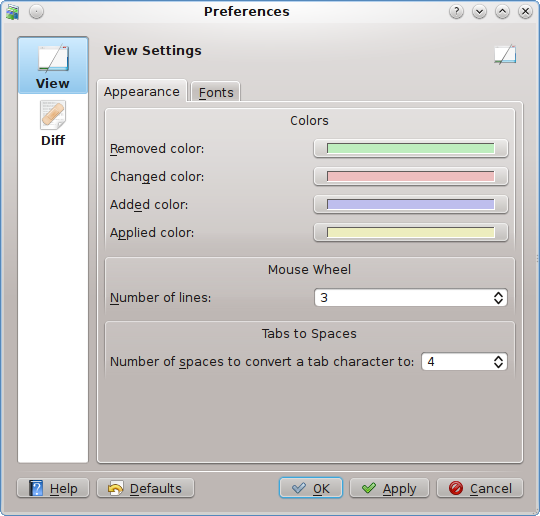 Preferences
View Settings
View
Diff
Appearance
Fonts
Colors
Removed color:
Changed color:
Added color:
Applied color:
Mouse Wheel
Number of lines: 3
Tabs to Spaces
Number of spaces to convert a tab character to: 4
Help Defaults OK Apply Cancel